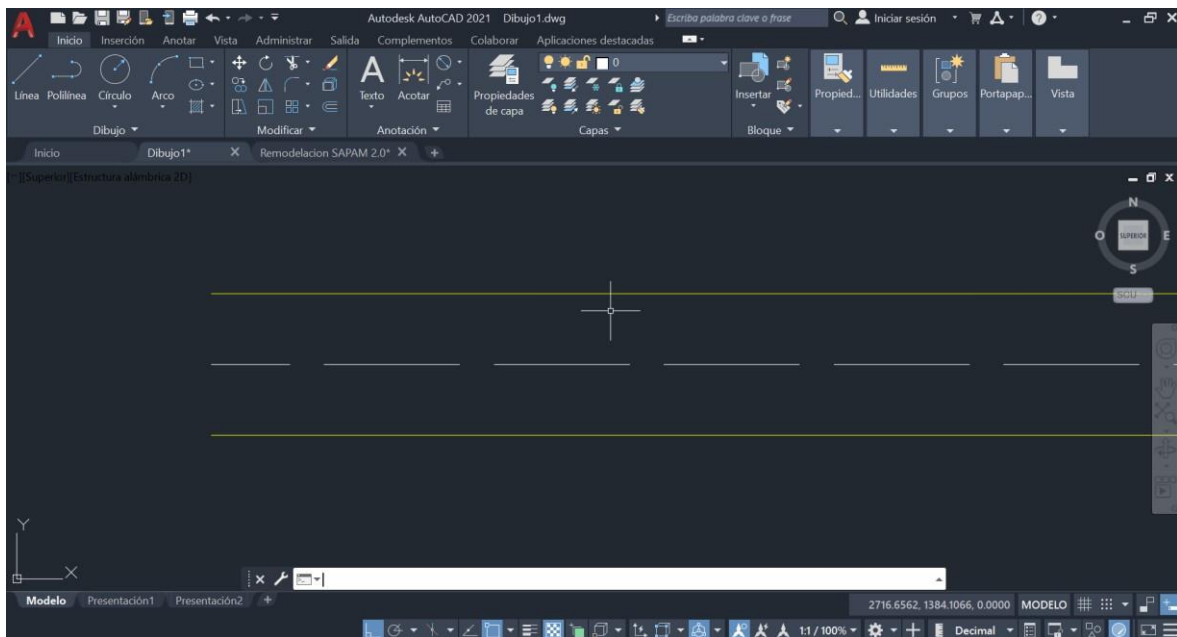 Autodesk AutoCAD 2021 Dibujo1.dwg Escriba palabra clave o frase Iniciar sesión
Inicio Inserción Anotar Vista Administrar Salida Complementos Colaborar Aplicaciones destacadas
0
Línea Polilínea Círculo Arco Texto Acotar Propiedades de capa Insertar Propied... Utilidades Grupos Portapap... Vista
Dibujo Modificar Anotación Capas Bloque
Inicio Dibujo1* Remodelacion SAPAM 2.0*
[−][Superior][Estructura alámbrica 2D]
N
O SUPERIOR E
S
SCU
Y
X
Modelo Presentación1 Presentación2
2716.6562, 1384.1066, 0.0000 MODELO
1:1 / 100% Decimal